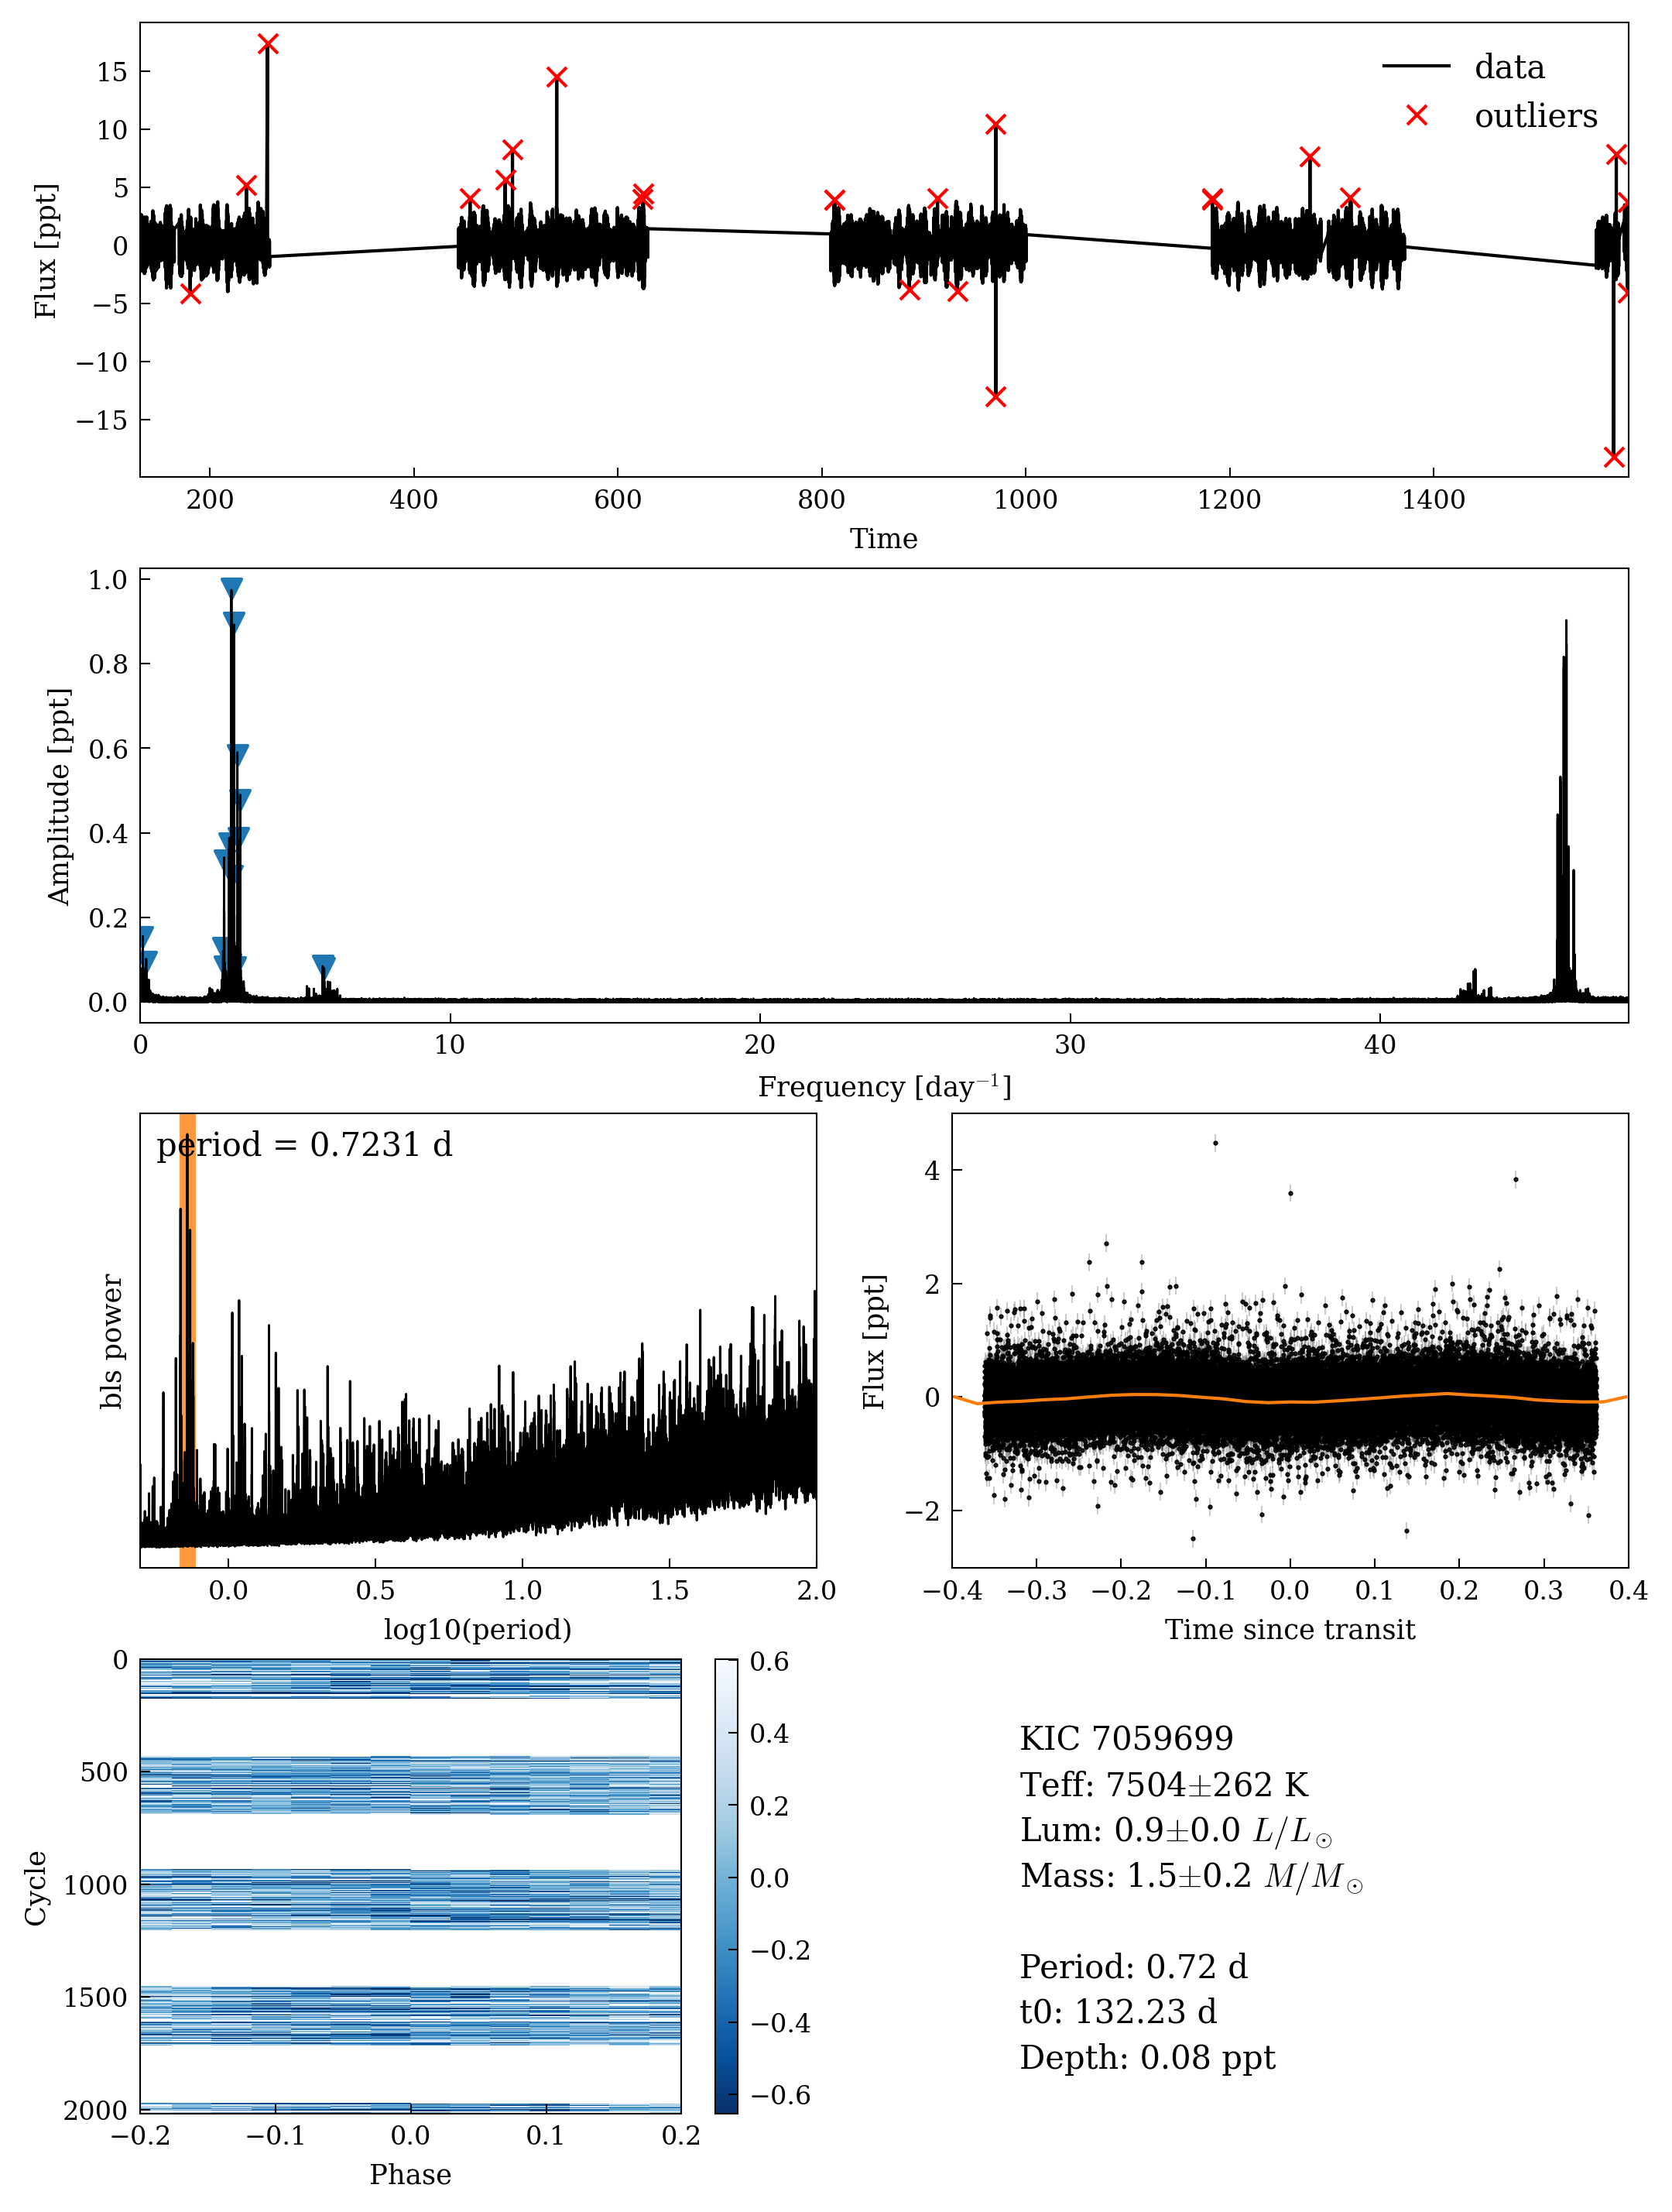 15
10
5
0
−5
−10
−15
Flux [ppt]
data
outliers
200 400 600 800 1000 1200 1400
Time
1.0
0.8
0.6
0.4
0.2
0.0
Amplitude [ppt]
0 10 20 30 40
Frequency [day⁻¹]
period = 0.7231 d
bls power
0.0 0.5 1.0 1.5 2.0
log10(period)
4
2
0
−2
Flux [ppt]
−0.4 −0.3 −0.2 −0.1 0.0 0.1 0.2 0.3 0.4
Time since transit
0
500
1000
1500
2000
Cycle
−0.2 −0.1 0.0 0.1 0.2
Phase
0.6
0.4
0.2
0.0
−0.2
−0.4
−0.6
KIC 7059699
Teff: 7504±262 K
Lum: 0.9±0.0 L/L⊙
Mass: 1.5±0.2 M/M⊙
Period: 0.72 d
t0: 132.23 d
Depth: 0.08 ppt